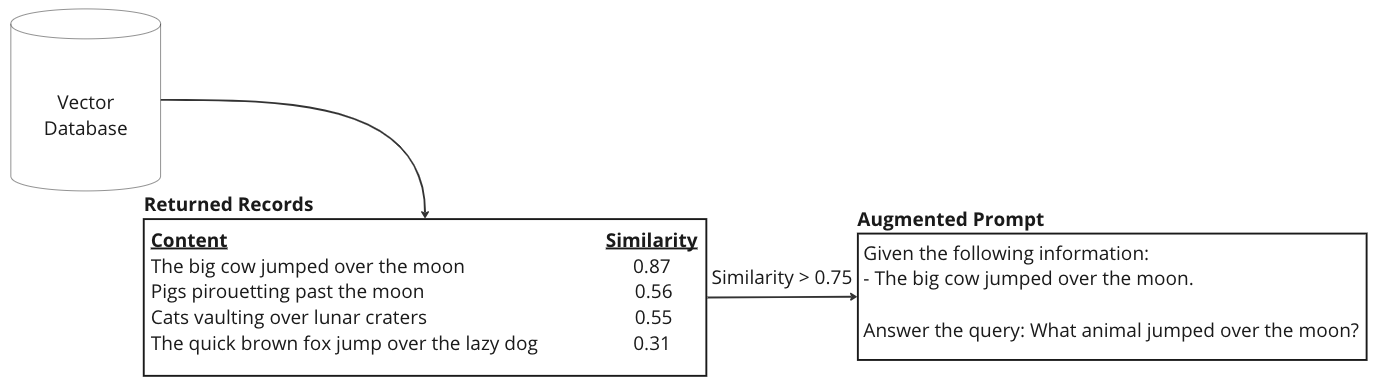 Vector
Database
Returned Records
Content Similarity
The big cow jumped over the moon 0.87
Pigs pirouetting past the moon 0.56
Cats vaulting over lunar craters 0.55
The quick brown fox jump over the lazy dog 0.31
Similarity > 0.75
Augmented Prompt
Given the following information:
- The big cow jumped over the moon.
Answer the query: What animal jumped over the moon?